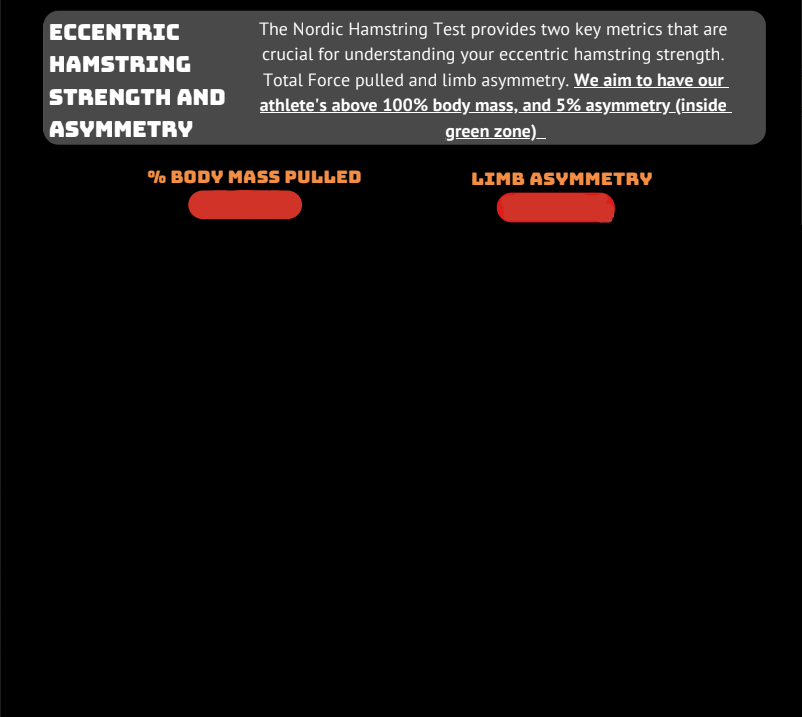 ECCENTRIC
HAMSTRING
STRENGTH AND
ASYMMETRY
The Nordic Hamstring Test provides two key metrics that are
crucial for understanding your eccentric hamstring strength.
Total Force pulled and limb asymmetry. We aim to have our
athlete's above 100% body mass, and 5% asymmetry (inside
green zone)
% BODY MASS PULLED
LIMB ASYMMETRY